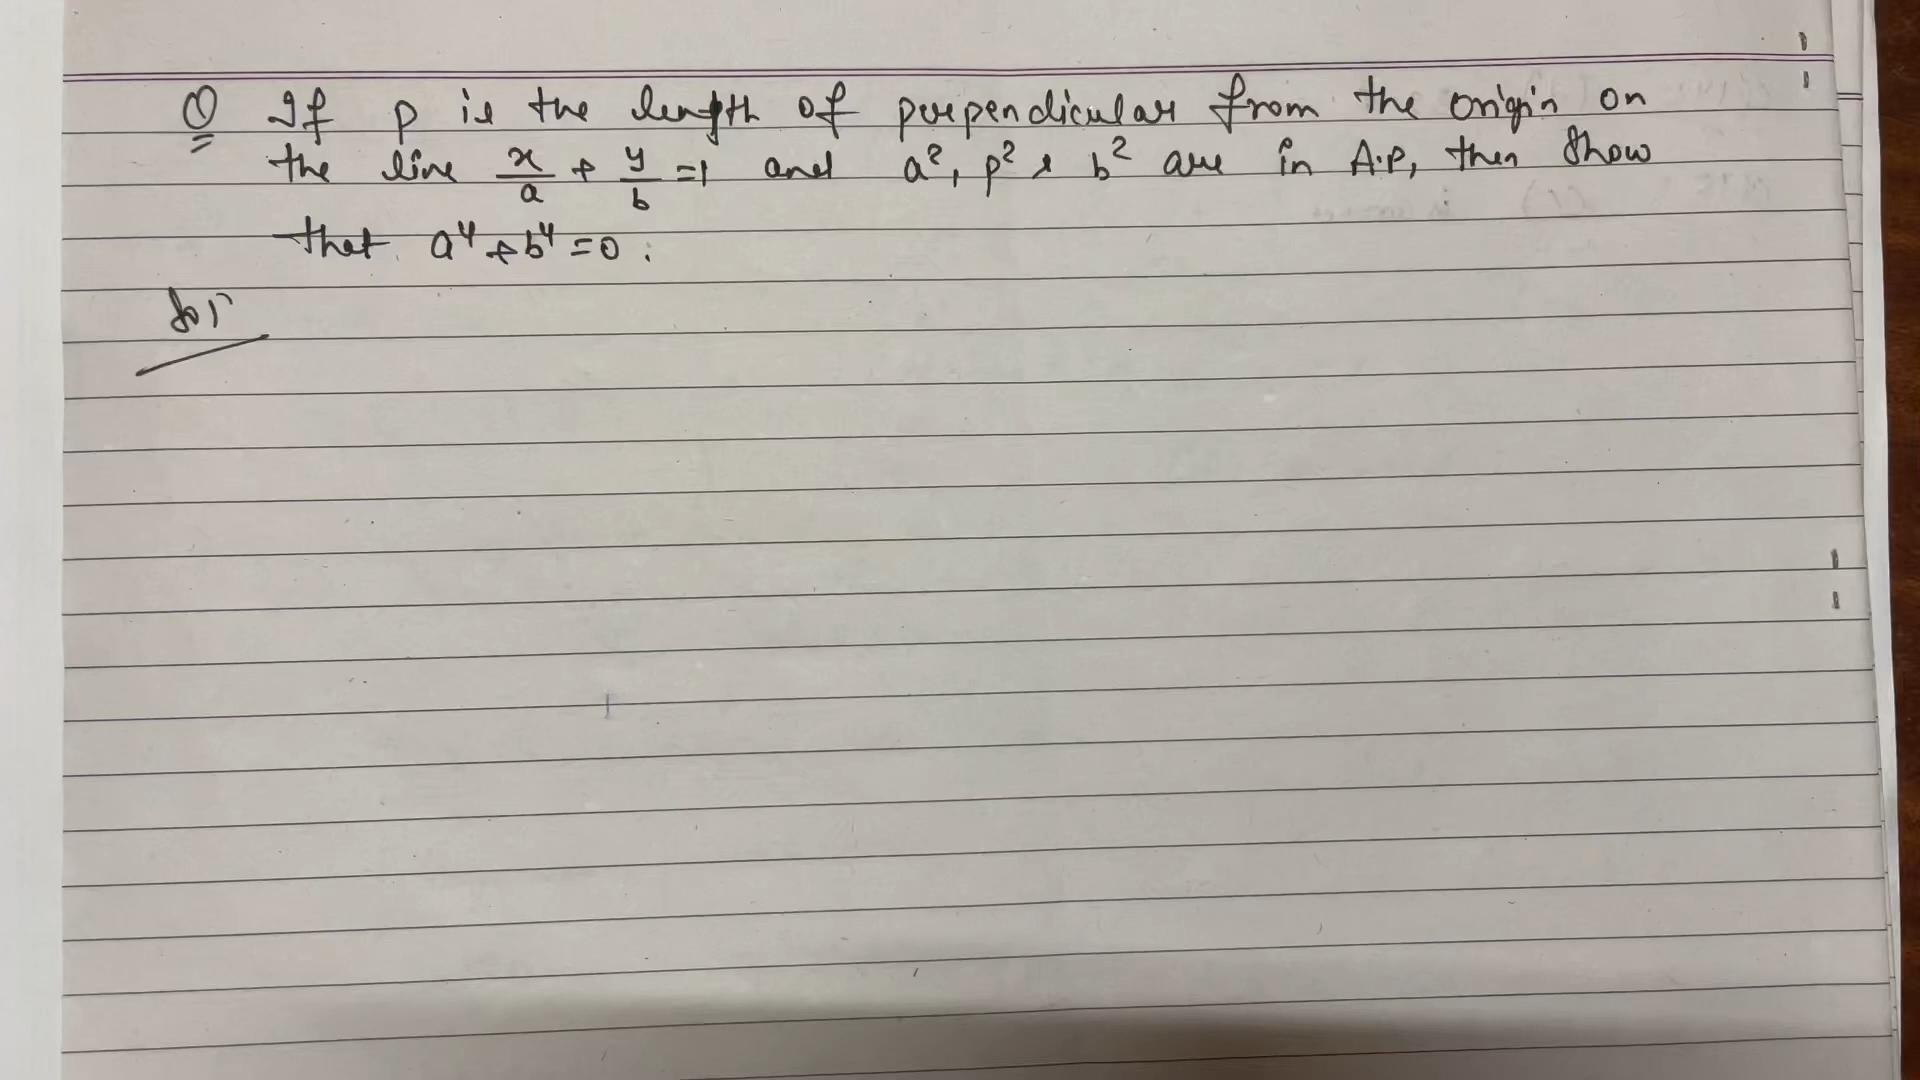 Q If p is the length of perpendicular from the origin on
the line x/a + y/b = 1 and a², p² & b² are in A.P, then show
that a⁴ + b⁴ = 0 :
Sol